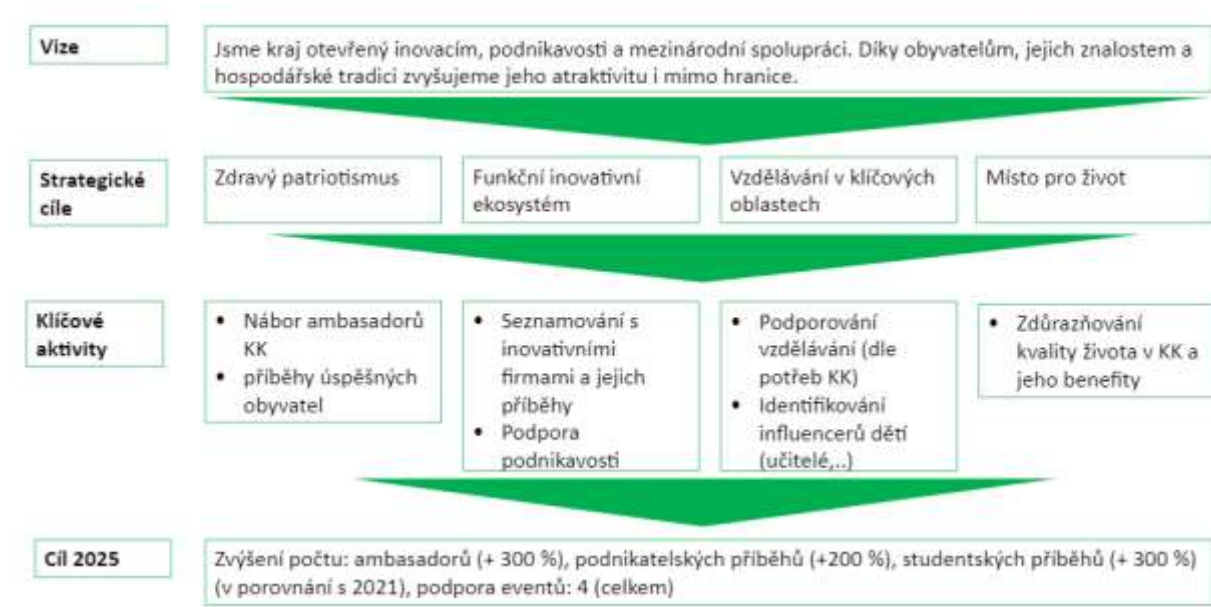 Vize
Jsme kraj otevřený inovacím, podnikavosti a mezinárodní spolupráci. Díky obyvatelům, jejich znalostem a
hospodářské tradici zvyšujeme jeho atraktivitu i mimo hranice.
Strategické
cíle
Zdravý patriotismus
Funkční inovativní
ekosystém
Vzdělávání v klíčových
oblastech
Místo pro život
Klíčové
aktivity
• Nábor ambasadorů
KK
• příběhy úspěšných
obyvatel
• Seznamování s
inovativními
firmami a jejich
příběhy
• Podpora
podnikavosti
• Podporování
vzdělávání (dle
potřeb KK)
• Identifikování
influencerů dětí
(učitelé,..)
• Zdůrazňování
kvality života v KK a
jeho benefity
Cíl 2025
Zvýšení počtu: ambasadorů (+ 300 %), podnikatelských příběhů (+200 %), studentských příběhů (+ 300 %)
(v porovnání s 2021), podpora eventů: 4 (celkem)